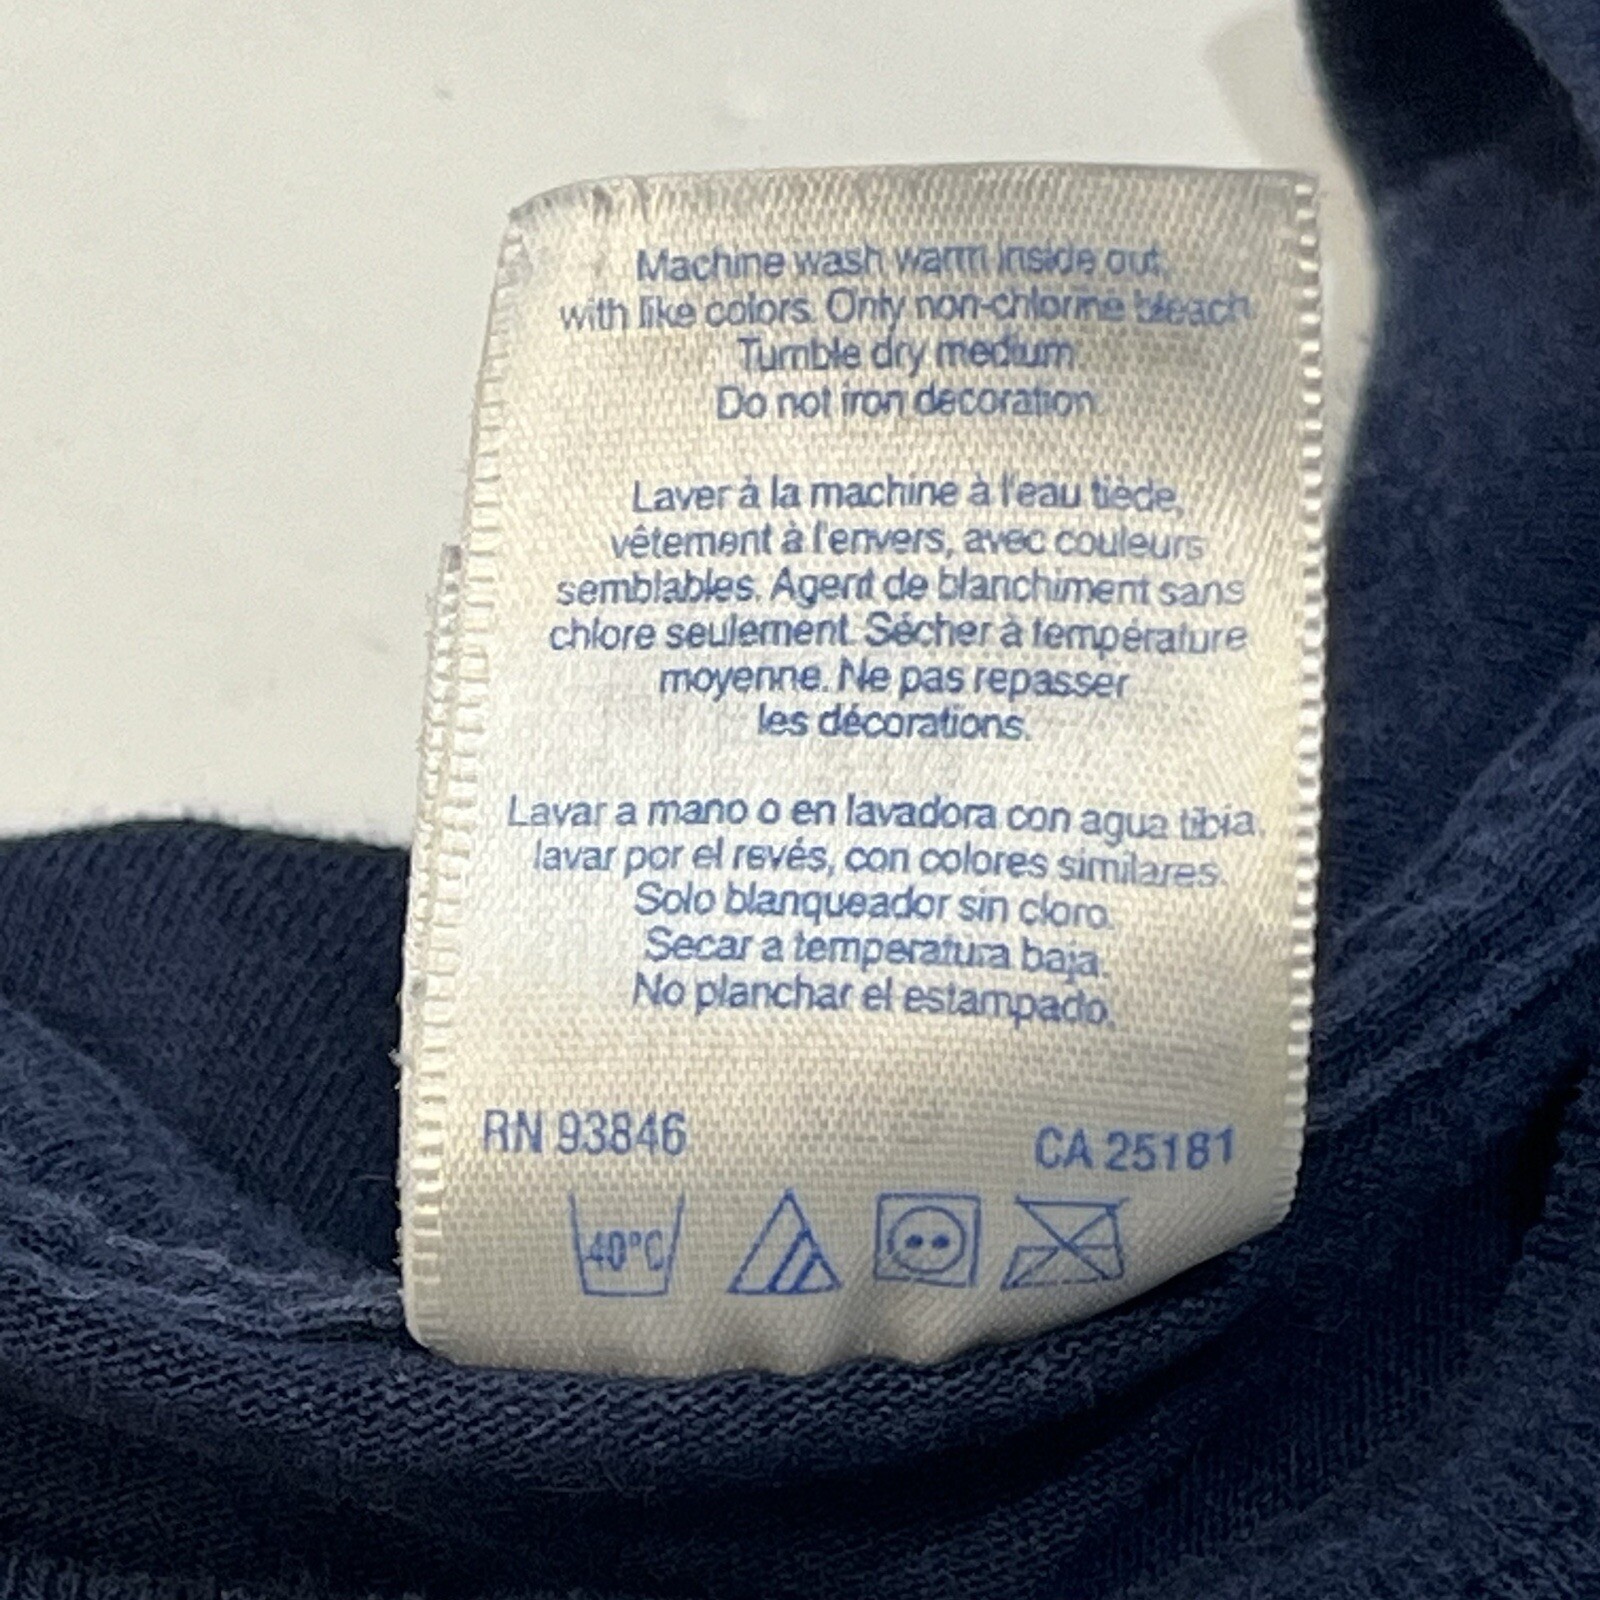 Machine wash warm inside out,
with like colors. Only non-chlorine bleach
Tumble dry medium
Do not iron decoration
Laver à la machine à l'eau tiède,
vêtement à l'envers, avec couleurs
semblables. Agent de blanchiment sans
chlore seulement. Sécher à température
moyenne. Ne pas repasser
les décorations.
Lavar a mano o en lavadora con agua tibia,
lavar por el revés, con colores similares.
Solo blanqueador sin cloro.
Secar a temperatura baja.
No planchar el estampado.
RN 93846 CA 25181
40°C